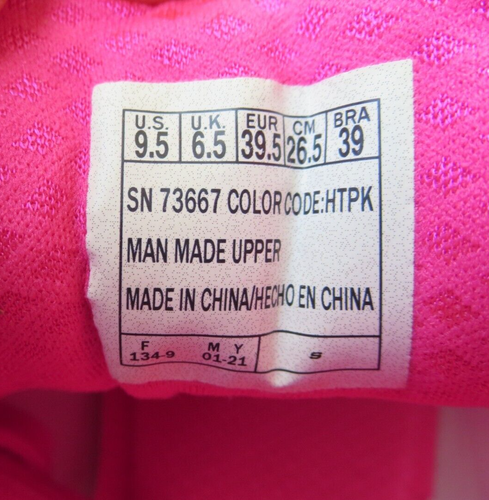 U.S. U.K. EUR CM BRA
9.5 6.5 39.5 26.5 39
SN 73667 COLOR CODE:HTPK
MAN MADE UPPER
MADE IN CHINA/HECHO EN CHINA
F M Y
134-9 01-21 S